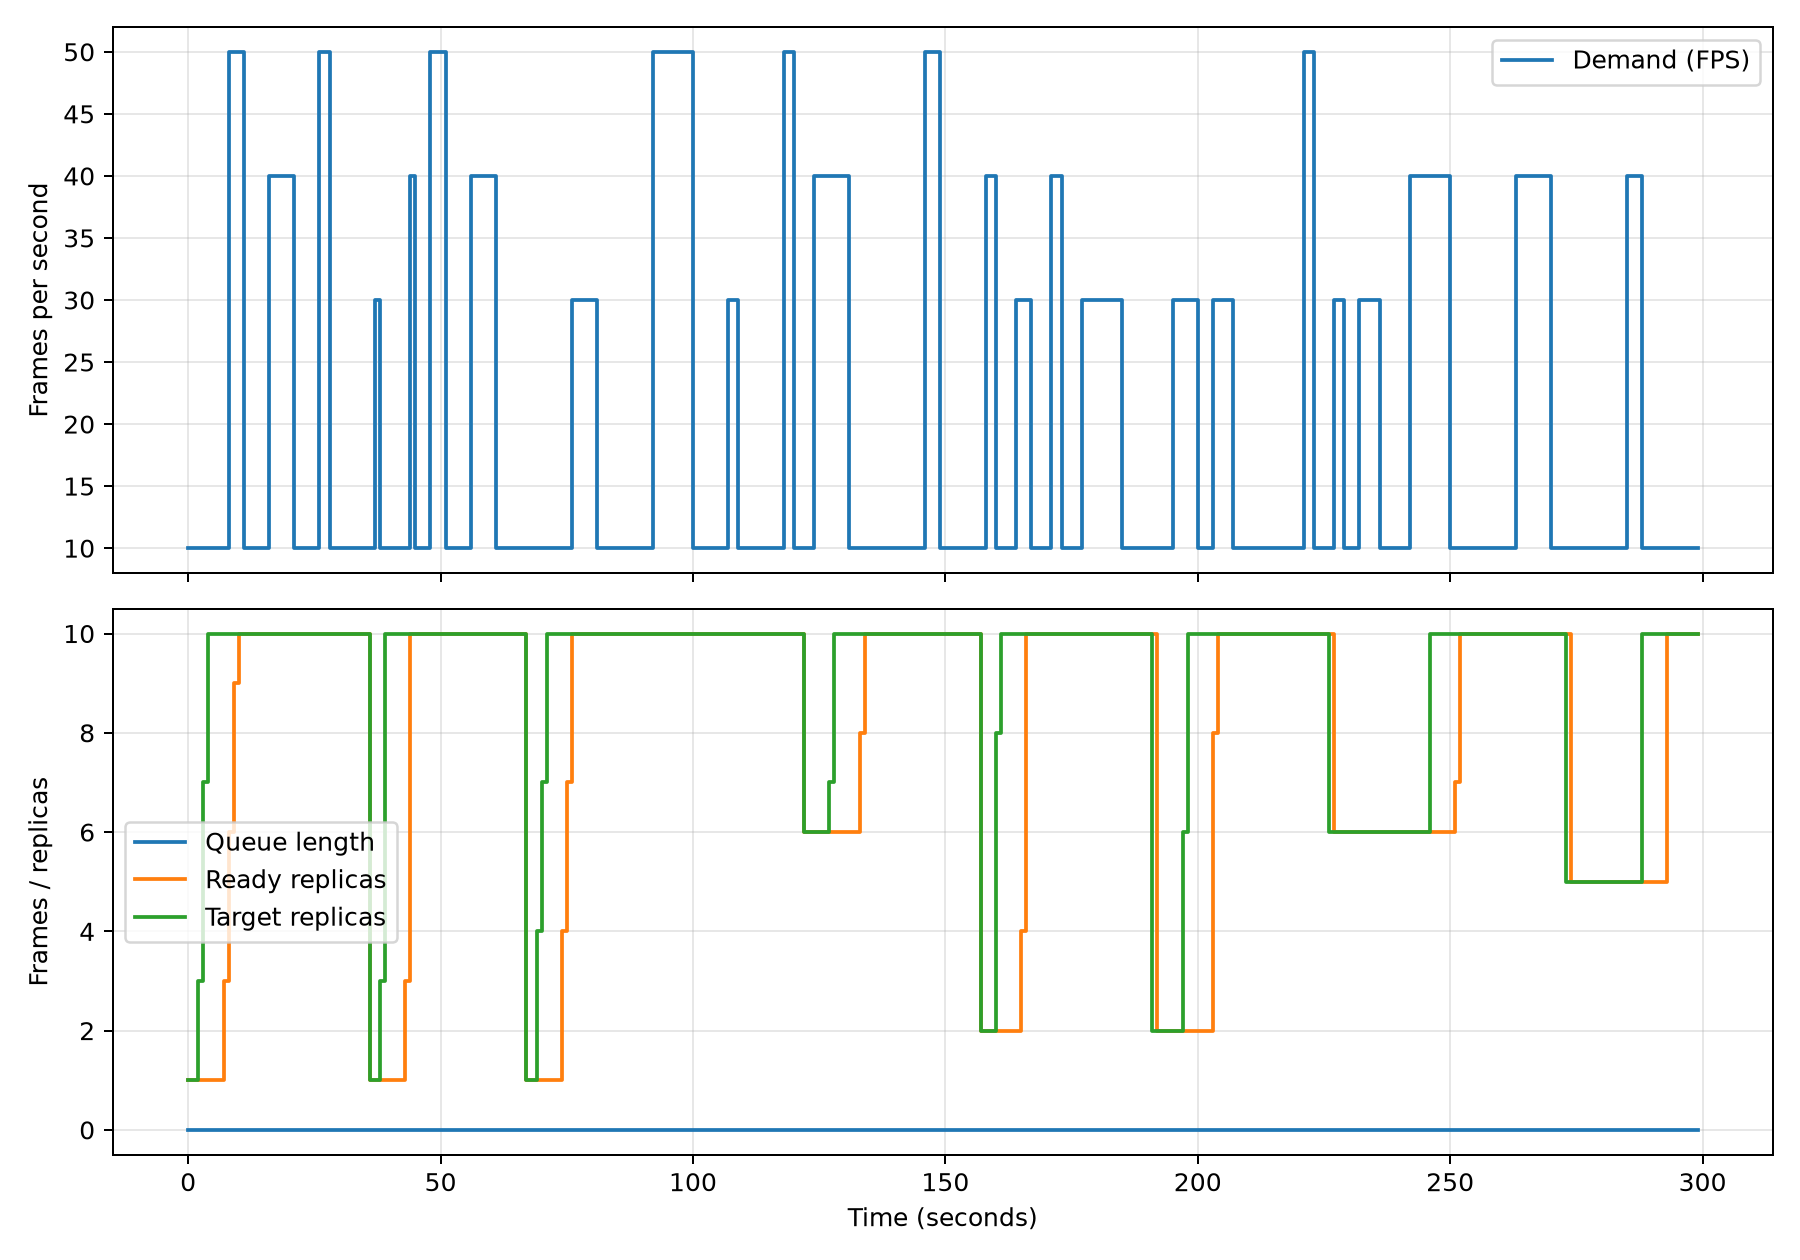 50
45
40
35
30
25
20
15
10
Frames per second
Demand (FPS)
10
8
6
4
2
0
Frames / replicas
Queue length
Ready replicas
Target replicas
0 50 100 150 200 250 300
Time (seconds)